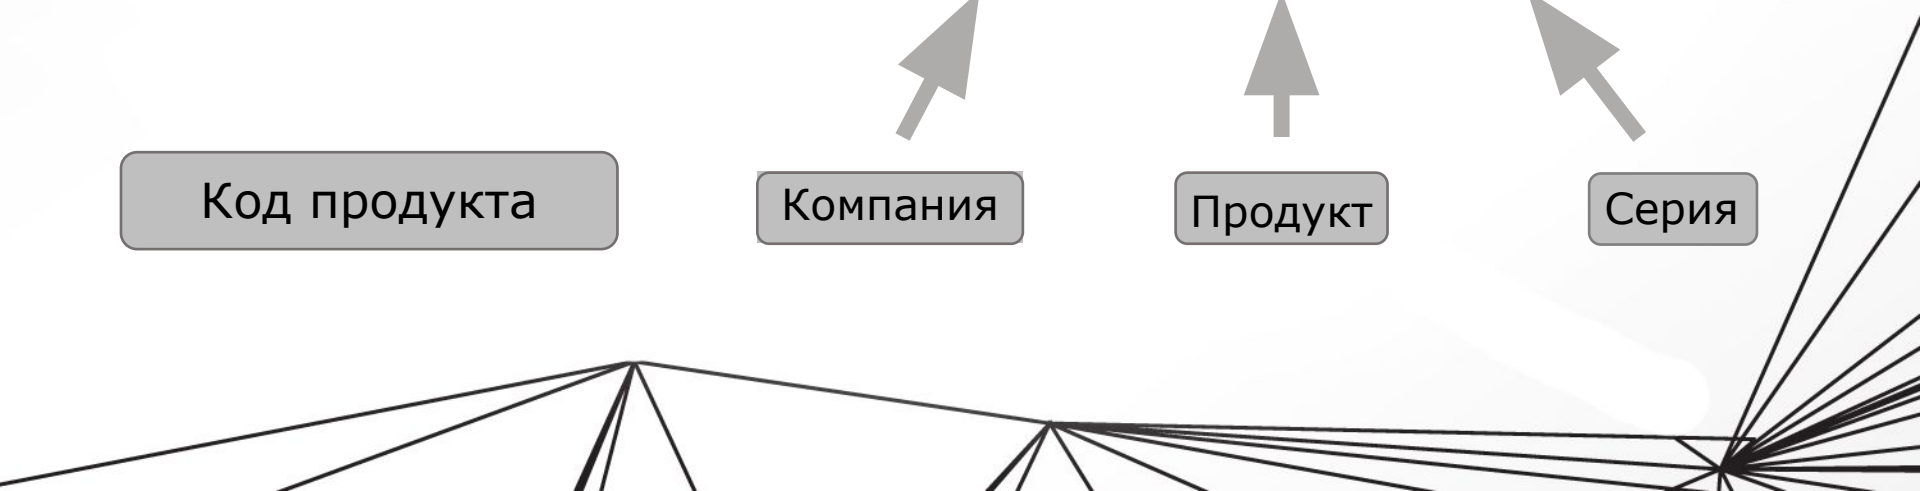 Код продукта
Компания
Продукт
Серия